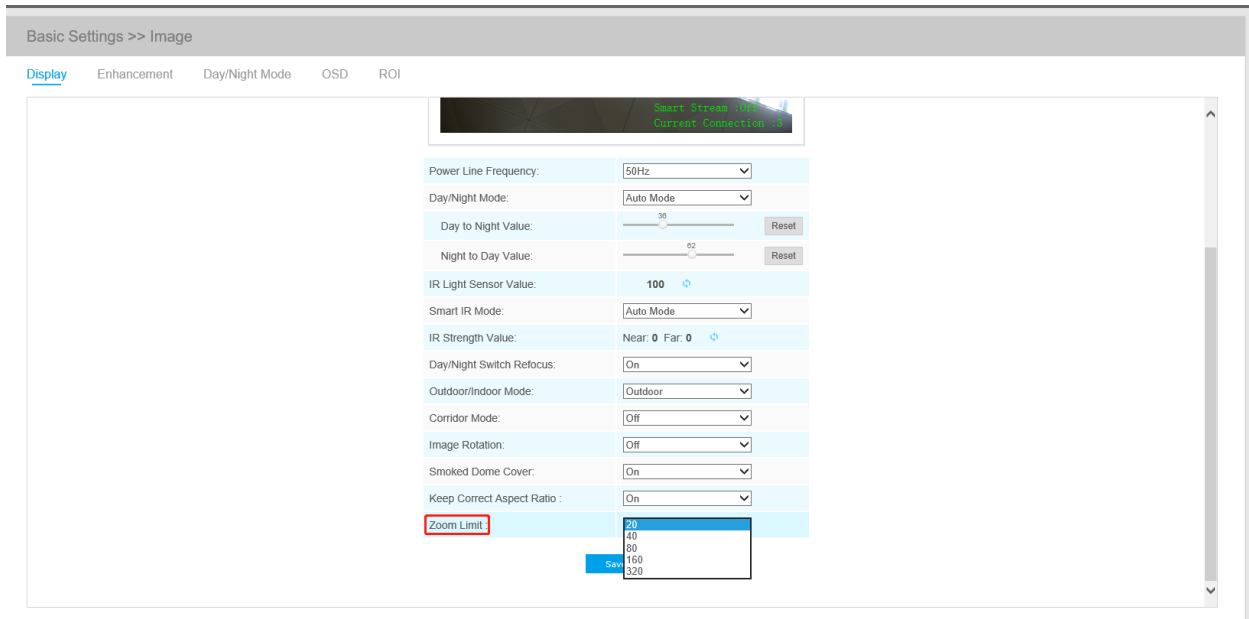 Basic Settings >> Image
Display Enhancement Day/Night Mode OSD ROI
Smart Stream :Off
Current Connection :3
Power Line Frequency: 50Hz
Day/Night Mode: Auto Mode
36
Day to Night Value: Reset
62
Night to Day Value: Reset
IR Light Sensor Value: 100
Smart IR Mode: Auto Mode
IR Strength Value: Near: 0 Far: 0
Day/Night Switch Refocus: On
Outdoor/Indoor Mode: Outdoor
Corridor Mode: Off
Image Rotation: Off
Smoked Dome Cover: On
Keep Correct Aspect Ratio : On
Zoom Limit : 20
40
80
160
320